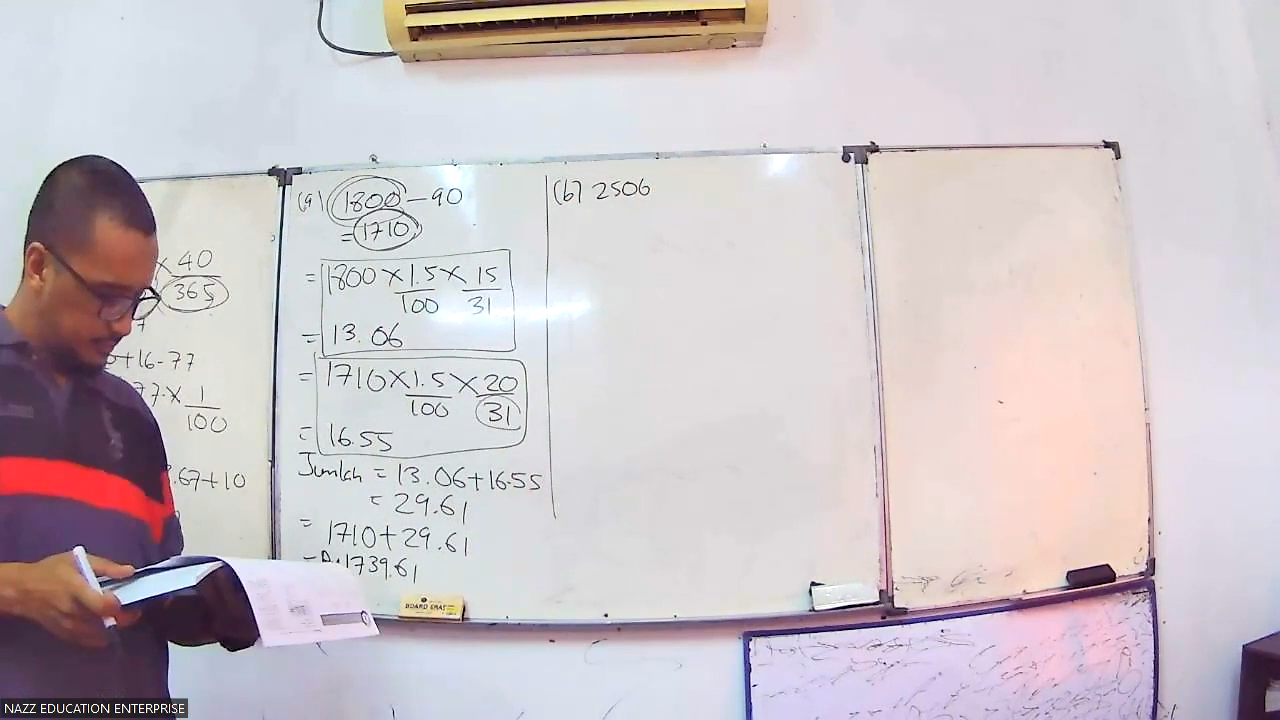 × 40
365
+16-77
77 × 1
100
.67+10
(a) 1800 - 90
= 1710
= 1800 × 1.5 × 15
100 31
= 13.06
= 1710 × 1.5 × 20
100 31
= 16.55
Jumlah = 13.06+16.55
= 29.61
= 1710+29.61
= 1739.61
(b) 2506
BOARD ERAS
NAZZ EDUCATION ENTERPRISE